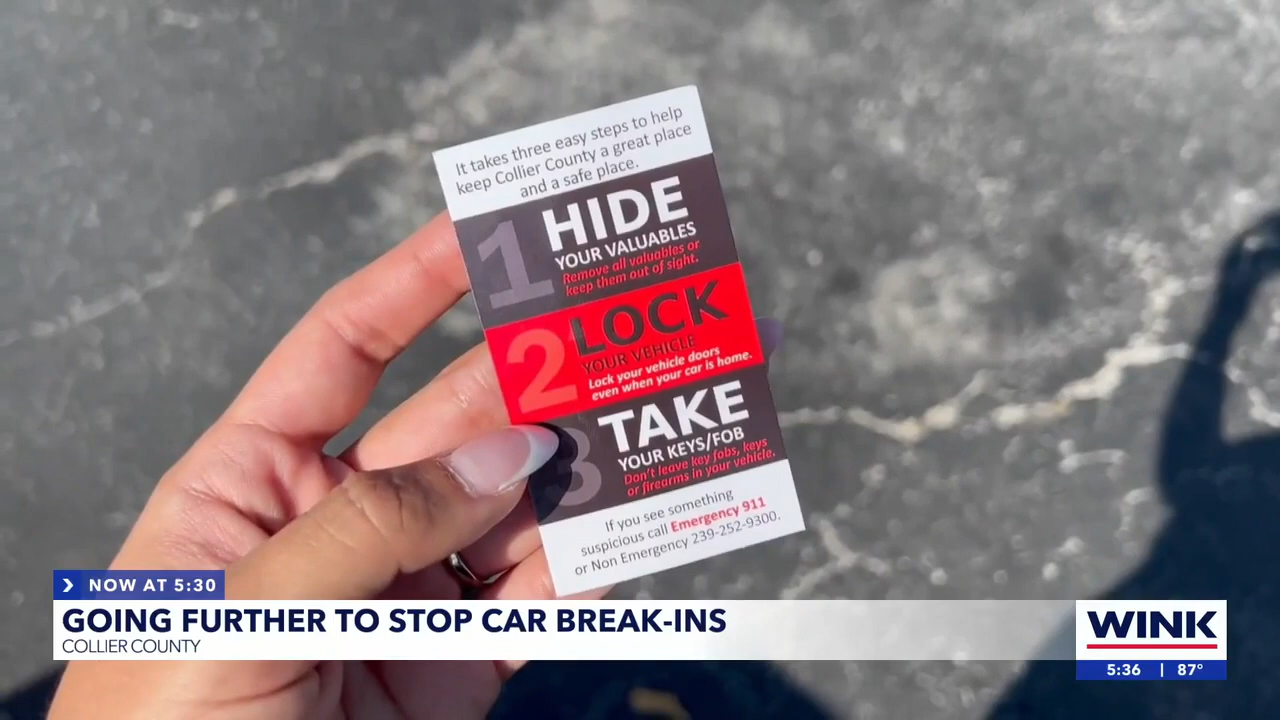 It takes three easy steps to help
keep Collier County a great place
and a safe place.
1
HIDE
YOUR VALUABLES
Remove all valuables or
keep them out of sight.
2
LOCK
YOUR VEHICLE
Lock your vehicle doors
even when your car is home.
3
TAKE
YOUR KEYS/FOB
Don't leave key fobs, keys
or firearms in your vehicle.
If you see something
suspicious call Emergency 911
or Non Emergency 239-252-9300.
NOW AT 5:30
GOING FURTHER TO STOP CAR BREAK-INS
COLLIER COUNTY
WINK
5:36 | 87°